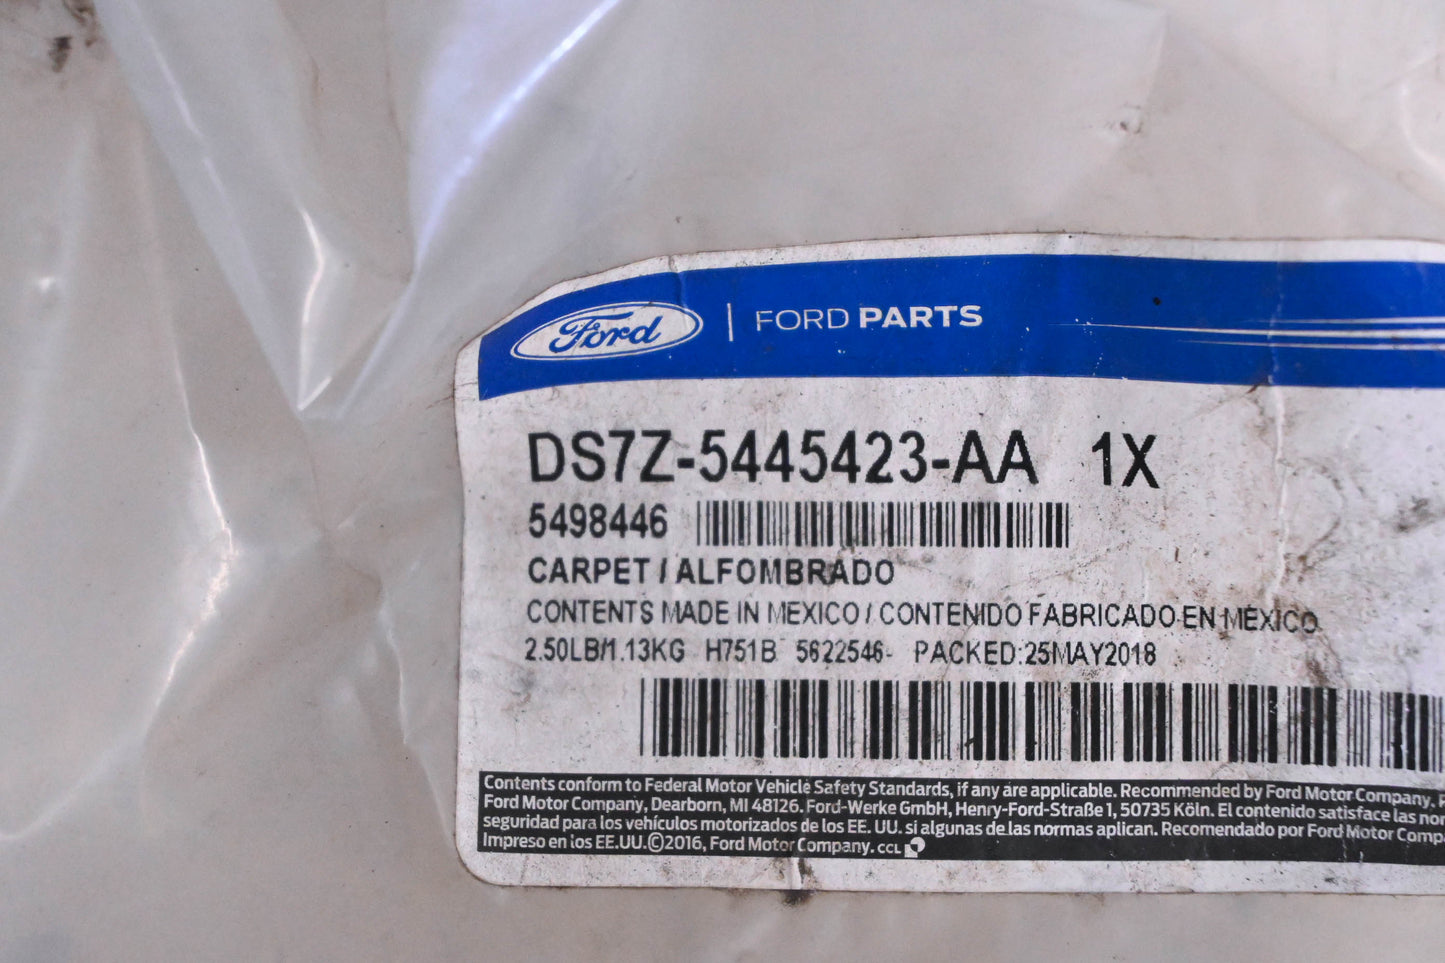 Ford | FORD PARTS
DS7Z-5445423-AA 1X
5498446
CARPET / ALFOMBRADO
CONTENTS MADE IN MEXICO / CONTENIDO FABRICADO EN MÉXICO
2.50LB/1.13KG H751B 5622546- PACKED:25MAY2018
Contents conform to Federal Motor Vehicle Safety Standards, if any are applicable. Recommended by Ford Motor Company.
Ford Motor Company, Dearborn, MI 48126. Ford-Werke GmbH, Henry-Ford-Straße 1, 50735 Köln. El contenido satisface las
seguridad para los vehículos motorizados de los EE. UU. si algunas de las normas aplican. Recomendado por Ford Motor
Impreso en los EE.UU.©2016, Ford Motor Company. CCL